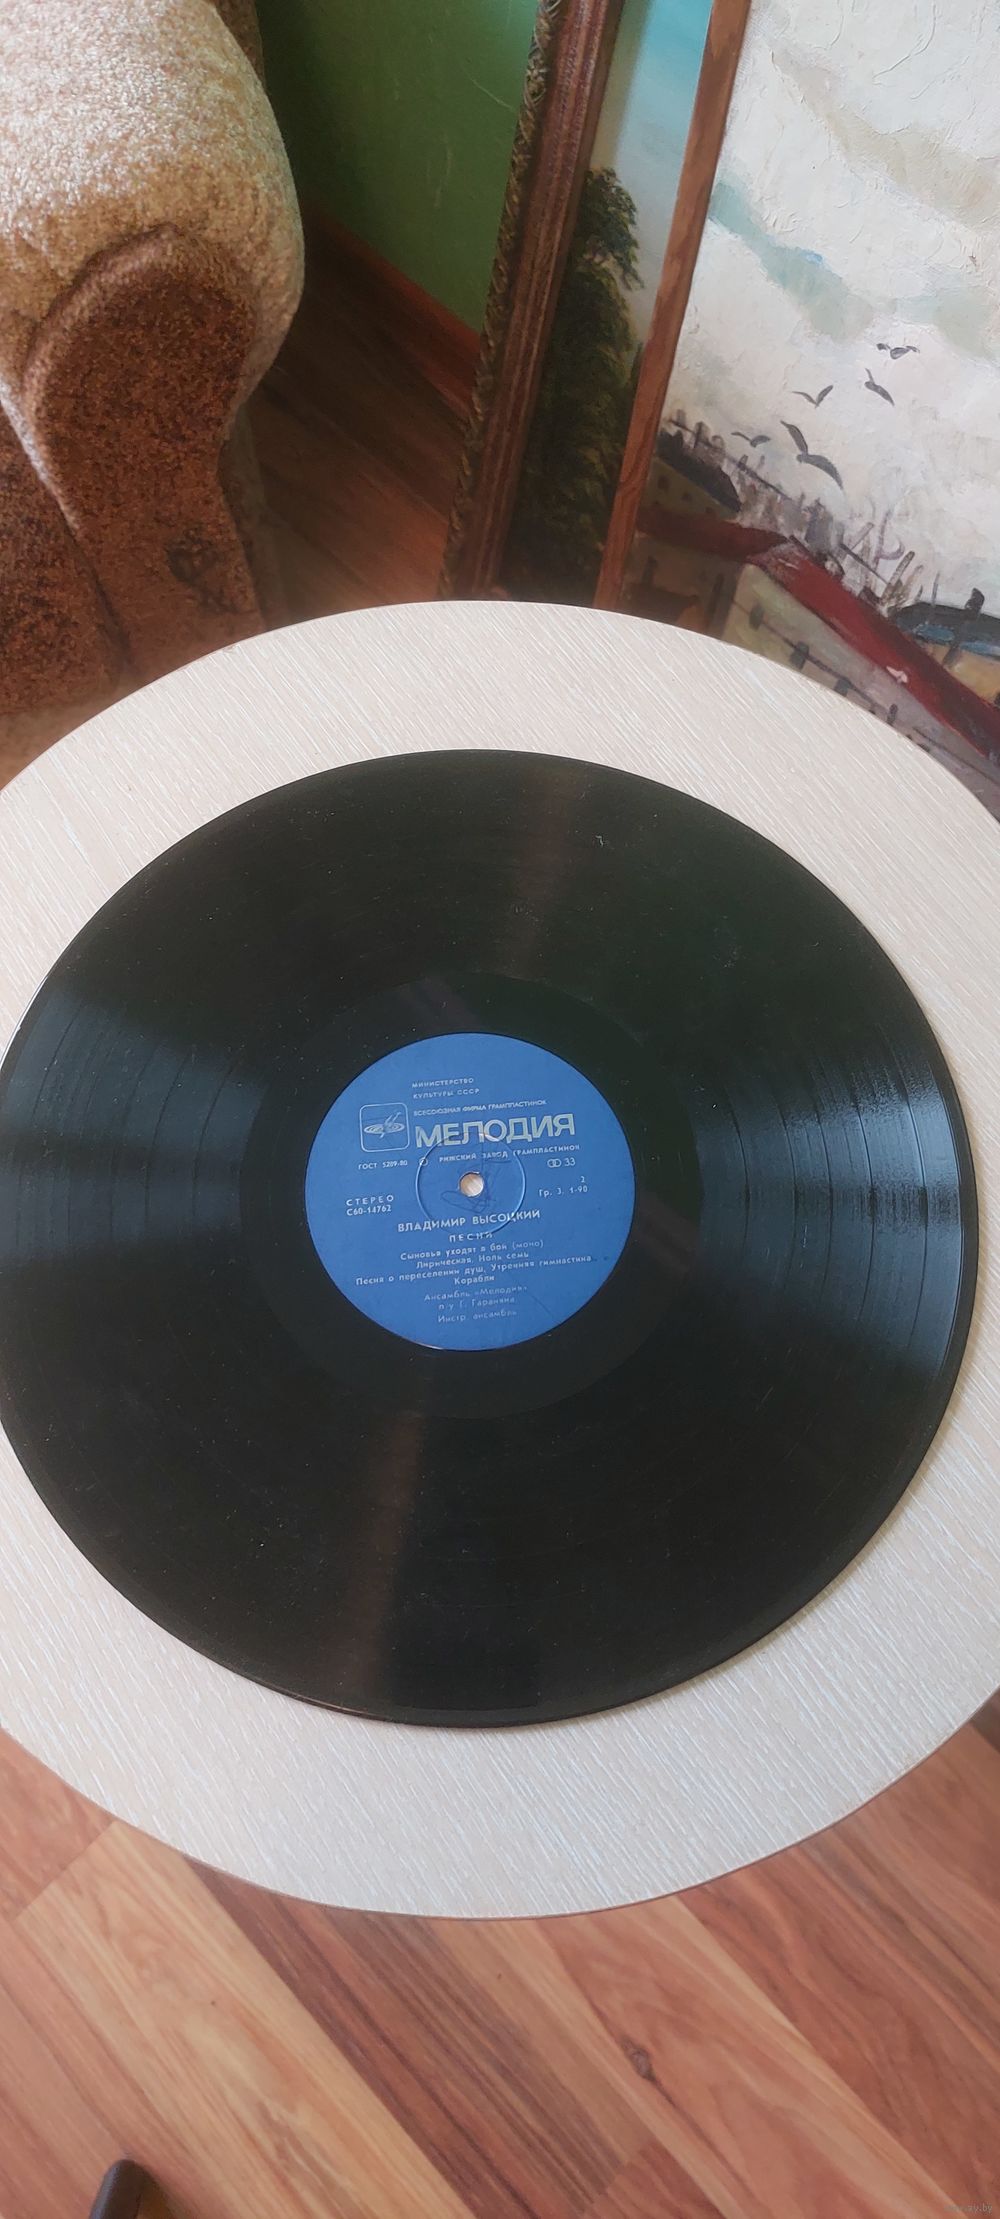 МИНИСТЕРСТВО
КУЛЬТУРЫ СССР
ВСЕСОЮЗНАЯ ФИРМА ГРАМПЛАСТИНОК
МЕЛОДИЯ
РИЖСКИЙ ЗАВОД ГРАМПЛАСТИНОК
ГОСТ 5289-80 33
СТЕРЕО 2
С60-14762 Гр. 3. 1-90
ВЛАДИМИР ВЫСОЦКИЙ
ПЕСНИ
Сыновья уходят в бой (моно)
Лирическая. Ноль семь
Песня о переселении душ. Утренняя гимнастика
Корабли
Ансамбль «Мелодия»
п/у Г. Гараняна,
Инстр. ансамбль